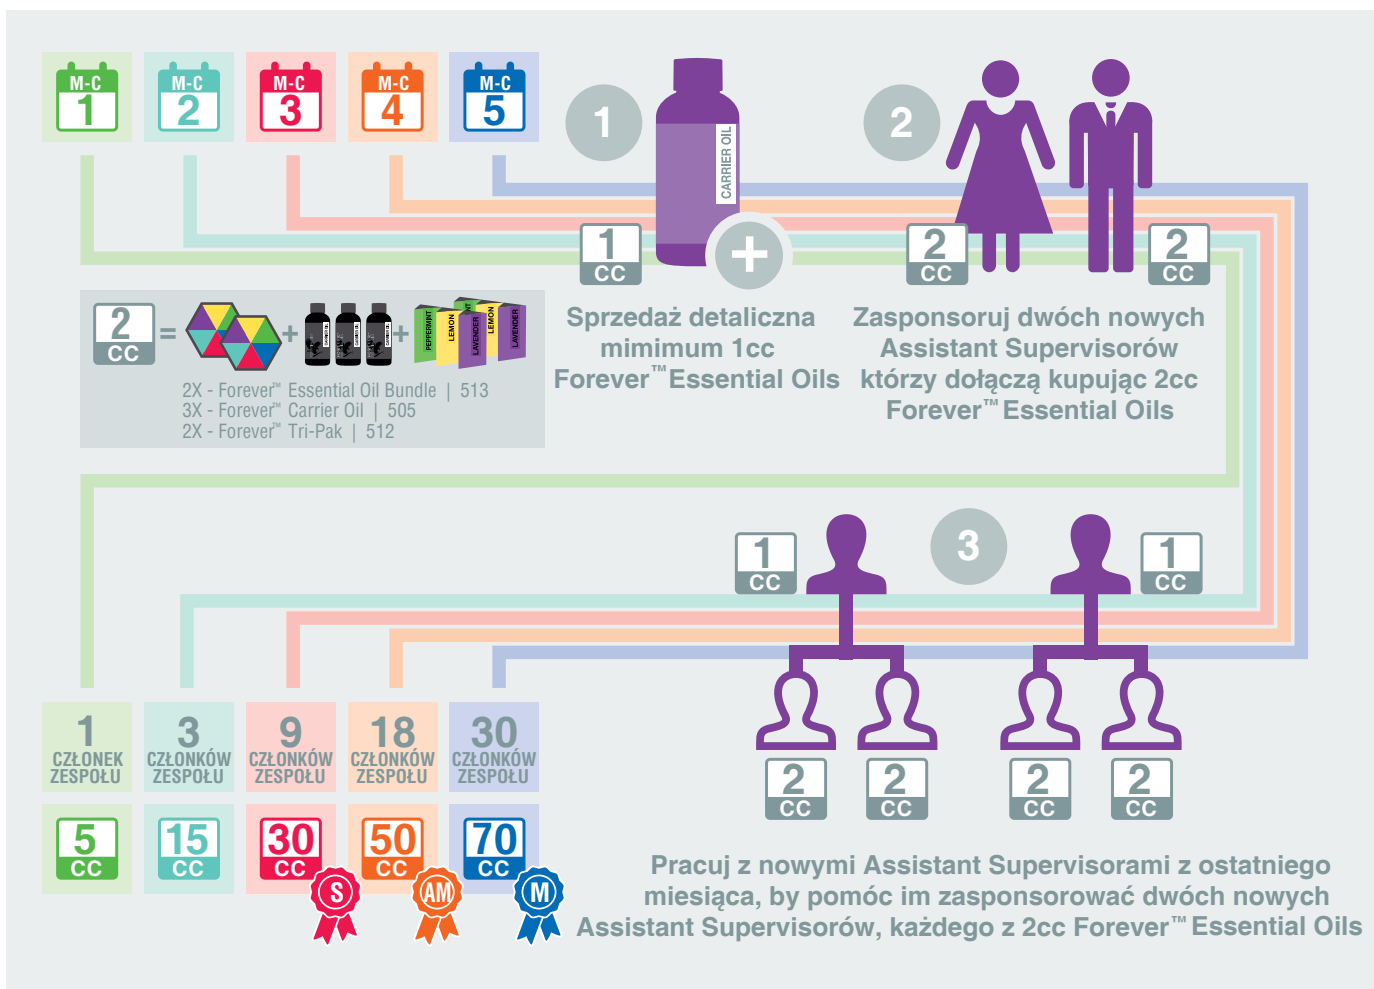 M-C
1
M-C
2
M-C
3
M-C
4
M-C
5
1
CARRIER OIL
+
1
CC
2
2
CC
2
CC
2
CC
=
+
+
CARRIER OIL
CARRIER OIL
CARRIER OIL
PEPPERMINT
LEMON
LAVENDER
LEMON
LAVENDER
2X - Forever™ Essential Oil Bundle | 513
3X - Forever™ Carrier Oil | 505
2X - Forever™ Tri-Pak | 512
Sprzedaż detaliczna
mimimum 1cc
Forever™ Essential Oils
Zasponsoruj dwóch nowych
Assistant Supervisorów
którzy dołączą kupując 2cc
Forever™ Essential Oils
3
1
CC
1
CC
2
CC
2
CC
2
CC
2
CC
1
CZŁONEK
ZESPOŁU
3
CZŁONKÓW
ZESPOŁU
9
CZŁONKÓW
ZESPOŁU
18
CZŁONKÓW
ZESPOŁU
30
CZŁONKÓW
ZESPOŁU
5
CC
15
CC
30
CC
S
50
CC
AM
70
CC
M
Pracuj z nowymi Assistant Supervisorami z ostatniego
miesiąca, by pomóc im zasponsorować dwóch nowych
Assistant Supervisorów, każdego z 2cc Forever™ Essential Oils